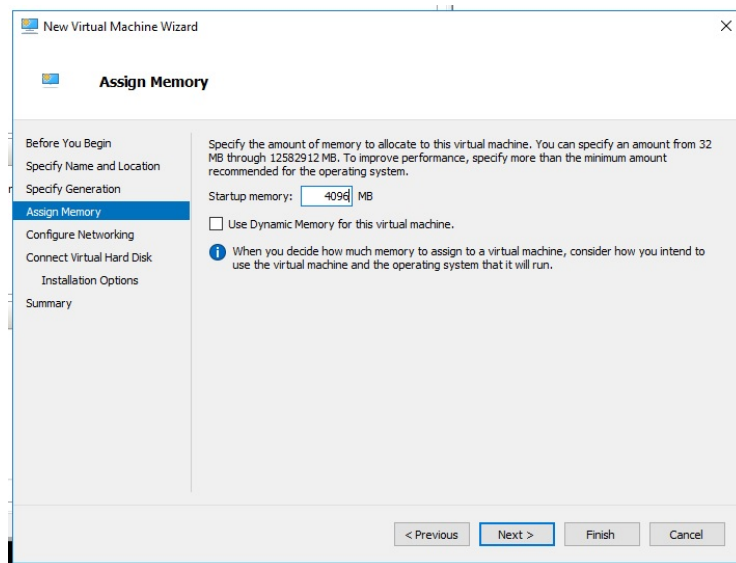 New Virtual Machine Wizard
Assign Memory
Before You Begin
Specify Name and Location
Specify Generation
Assign Memory
Configure Networking
Connect Virtual Hard Disk
Installation Options
Summary
Specify the amount of memory to allocate to this virtual machine. You can specify an amount from 32
MB through 12582912 MB. To improve performance, specify more than the minimum amount
recommended for the operating system.
Startup memory: 4096 MB
Use Dynamic Memory for this virtual machine.
When you decide how much memory to assign to a virtual machine, consider how you intend to
use the virtual machine and the operating system that it will run.
< Previous Next > Finish Cancel